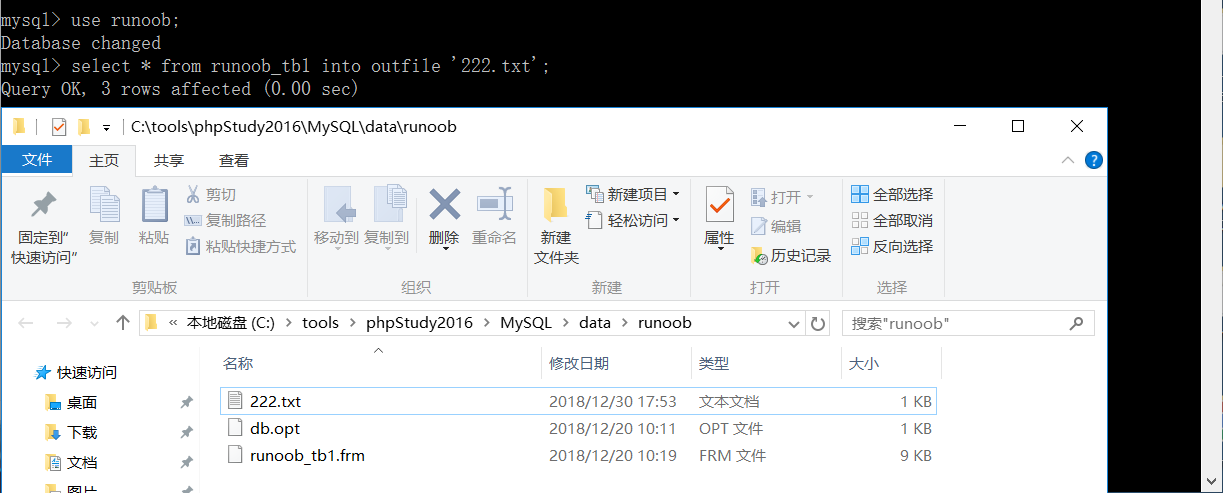 mysql> use runoob;
Database changed
mysql> select * from runoob_tb1 into outfile '222.txt';
Query OK, 3 rows affected (0.00 sec)
C:\tools\phpStudy2016\MySQL\data\runoob
文件 主页 共享 查看
固定到"快速访问"
复制
粘贴
剪切
复制路径
粘贴快捷方式
剪贴板
移动到
复制到
删除
重命名
组织
新建文件夹
新建项目
轻松访问
新建
属性
打开
编辑
历史记录
打开
全部选择
全部取消
反向选择
选择
« 本地磁盘 (C:) > tools > phpStudy2016 > MySQL > data > runoob
搜索"runoob"
快速访问
桌面
下载
文档
图片
名称 修改日期 类型 大小
222.txt 2018/12/30 17:53 文本文档 1 KB
db.opt 2018/12/20 10:11 OPT 文件 1 KB
runoob_tb1.frm 2018/12/20 10:19 FRM 文件 9 KB